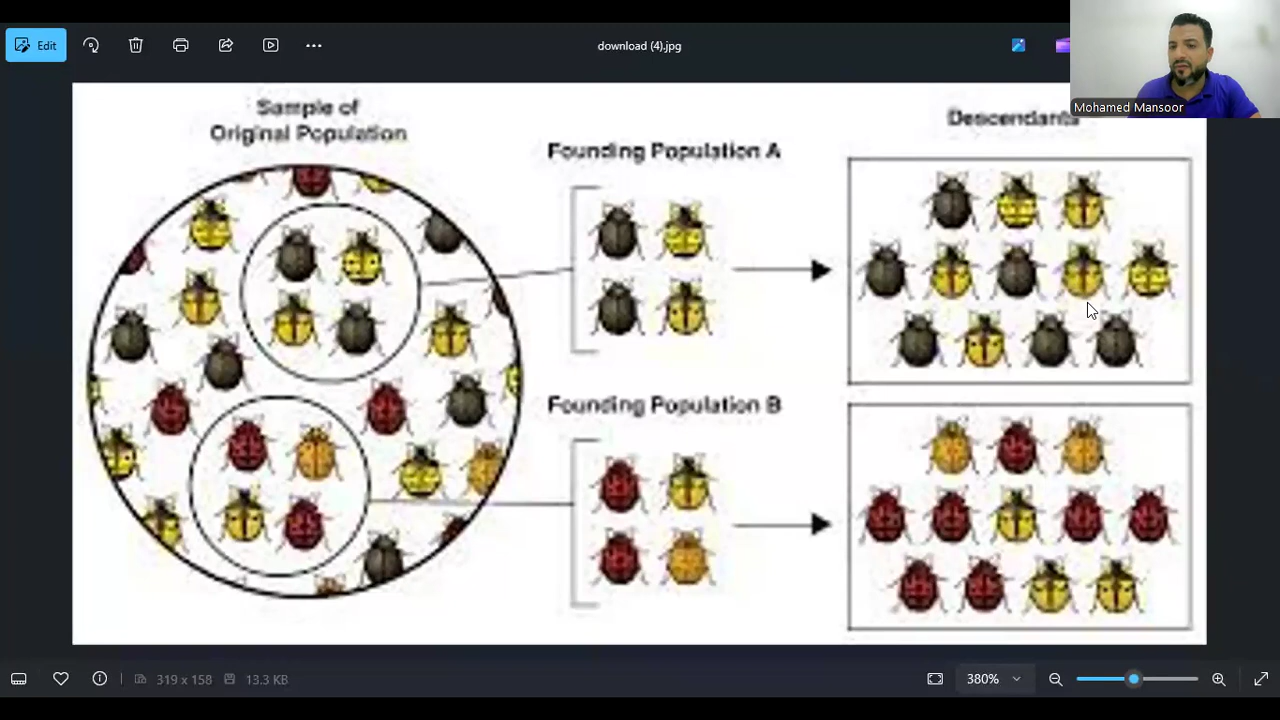 Edit
download (4).jpg
Mohamed Mansoor
Sample of
Original Population
Founding Population A
Descendants
Founding Population B
319 x 158
13.3 KB
380%